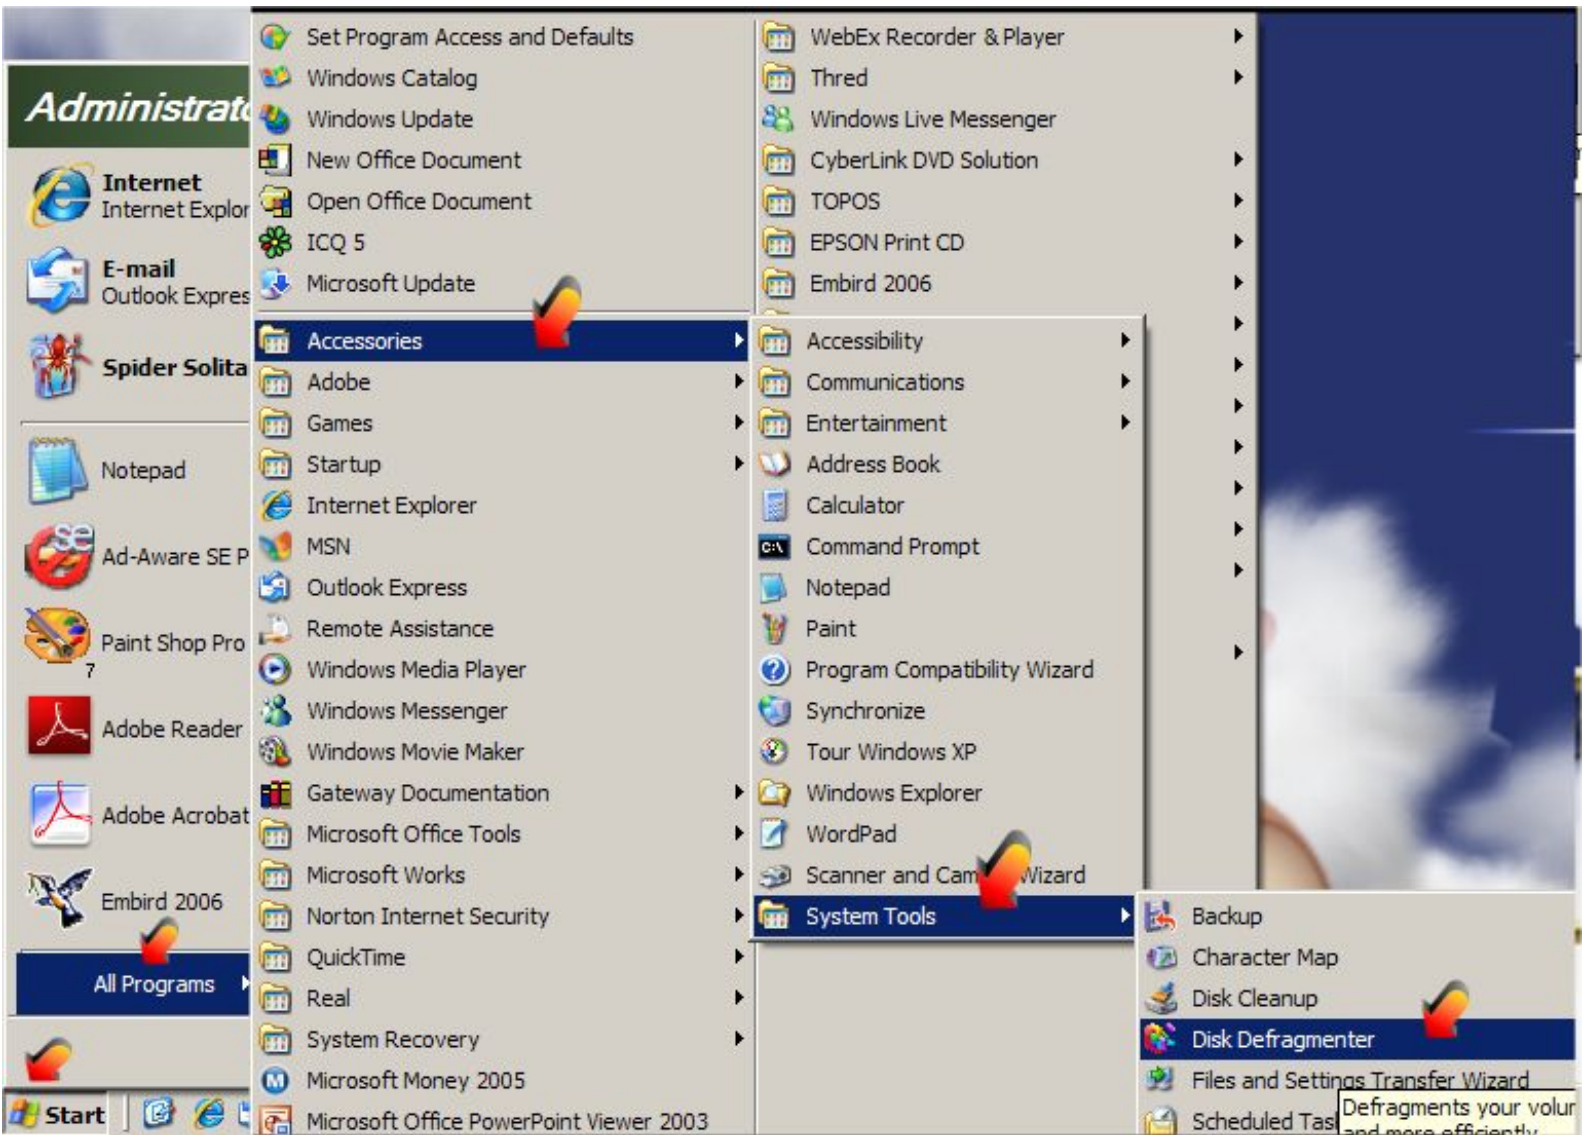 Administrato
Internet
Internet Explor
E-mail
Outlook Expres
Spider Solita
Notepad
Ad-Aware SE P
Paint Shop Pro
7
Adobe Reader
Adobe Acrobat
Embird 2006
All Programs
Start
Set Program Access and Defaults
Windows Catalog
Windows Update
New Office Document
Open Office Document
ICQ 5
Microsoft Update
Accessories
Adobe
Games
Startup
Internet Explorer
MSN
Outlook Express
Remote Assistance
Windows Media Player
Windows Messenger
Windows Movie Maker
Gateway Documentation
Microsoft Office Tools
Microsoft Works
Norton Internet Security
QuickTime
Real
System Recovery
Microsoft Money 2005
Microsoft Office PowerPoint Viewer 2003
WebEx Recorder & Player
Thred
Windows Live Messenger
CyberLink DVD Solution
TOPOS
EPSON Print CD
Embird 2006
Accessibility
Communications
Entertainment
Address Book
Calculator
Command Prompt
Notepad
Paint
Program Compatibility Wizard
Synchronize
Tour Windows XP
Windows Explorer
WordPad
Scanner and Cam Wizard
System Tools
Backup
Character Map
Disk Cleanup
Disk Defragmenter
Files and Settings Transfer Wizard
Scheduled Tas
Defragments your volur
and more efficiently